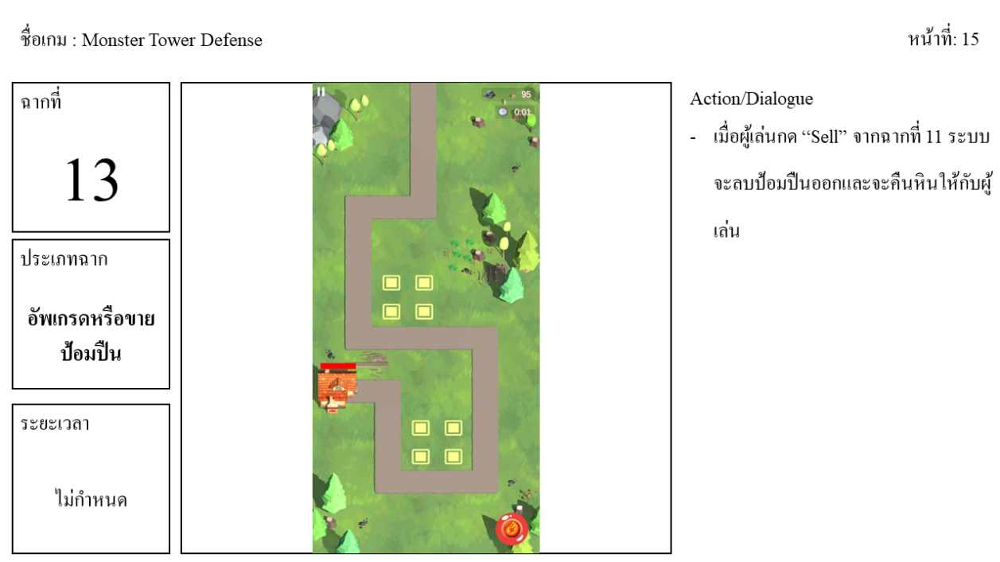 ชื่อเกม : Monster Tower Defense
หน้าที่: 15
ฉากที่
13
ประเภทฉาก
อัพเกรดหรือขาย
ป้อมปืน
ระยะเวลา
ไม่กำหนด
95
0:01
Action/Dialogue
- เมื่อผู้เล่นกด “Sell” จากฉากที่ 11 ระบบ
จะลบป้อมปืนออกและจะคืนหินให้กับผู้
เล่น